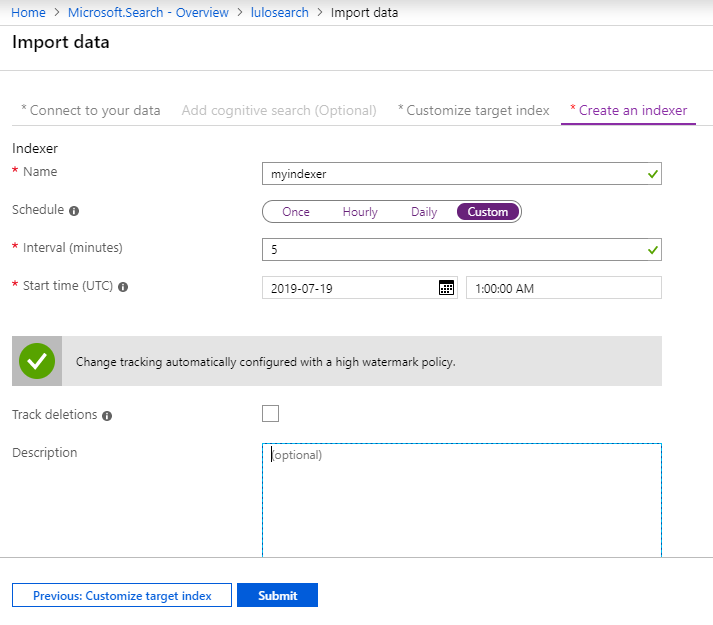 Home > Microsoft.Search - Overview > lulosearch > Import data
Import data
* Connect to your data Add cognitive search (Optional) * Customize target index * Create an indexer
Indexer
* Name myindexer
Schedule Once Hourly Daily Custom
* Interval (minutes) 5
* Start time (UTC) 2019-07-19 1:00:00 AM
Change tracking automatically configured with a high watermark policy.
Track deletions
Description (optional)
Previous: Customize target index Submit